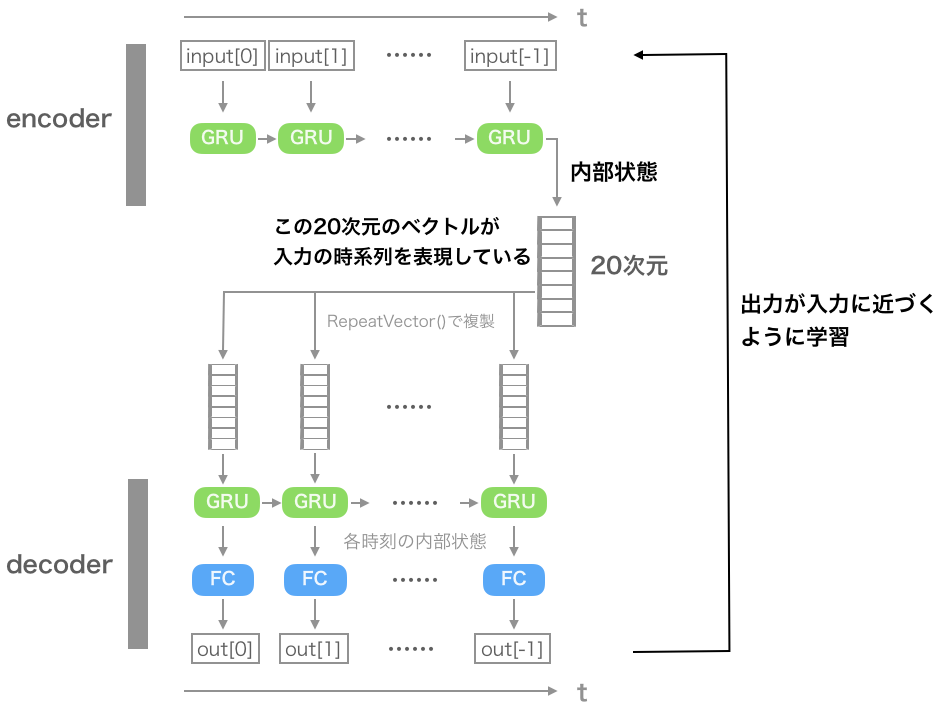 t
input[0] input[1] ······ input[-1]
encoder
GRU GRU ······ GRU
内部状態
この20次元のベクトルが
入力の時系列を表現している
20次元
出力が入力に近づく
ように学習
RepeatVector()で複製
······
decoder
GRU GRU ······ GRU
各時刻の内部状態
FC FC ······ FC
out[0] out[1] ······ out[-1]
t